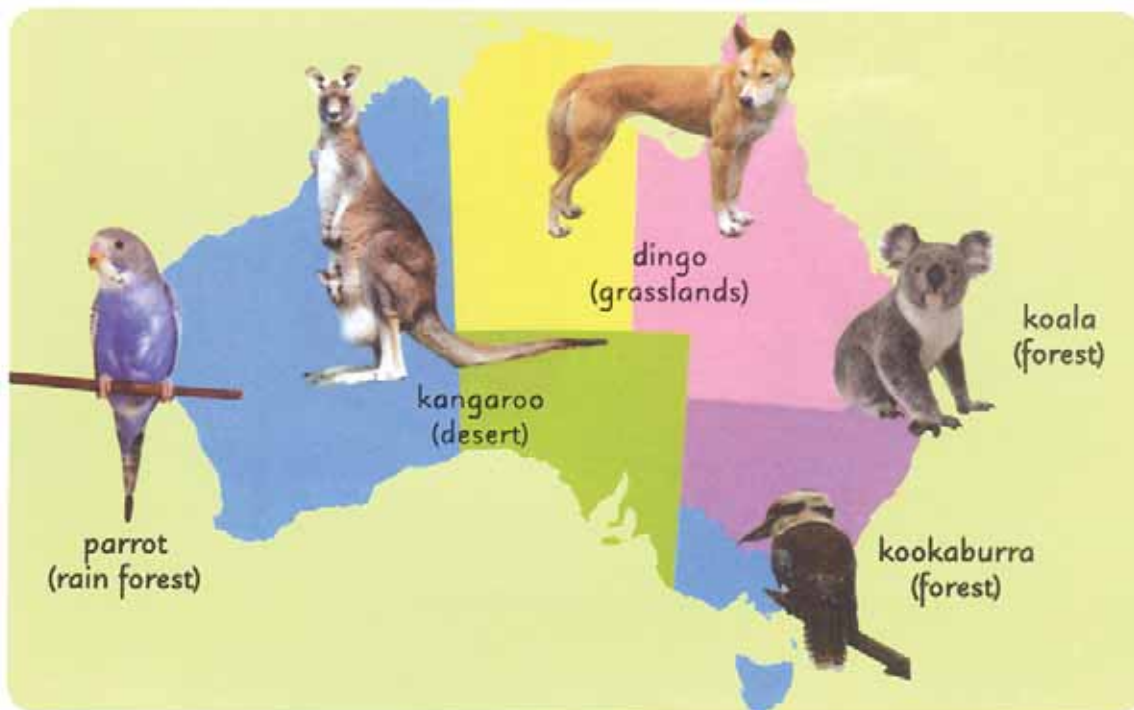 dingo
(grasslands)
koala
(forest)
kangaroo
(desert)
parrot
(rain forest)
kookaburra
(forest)